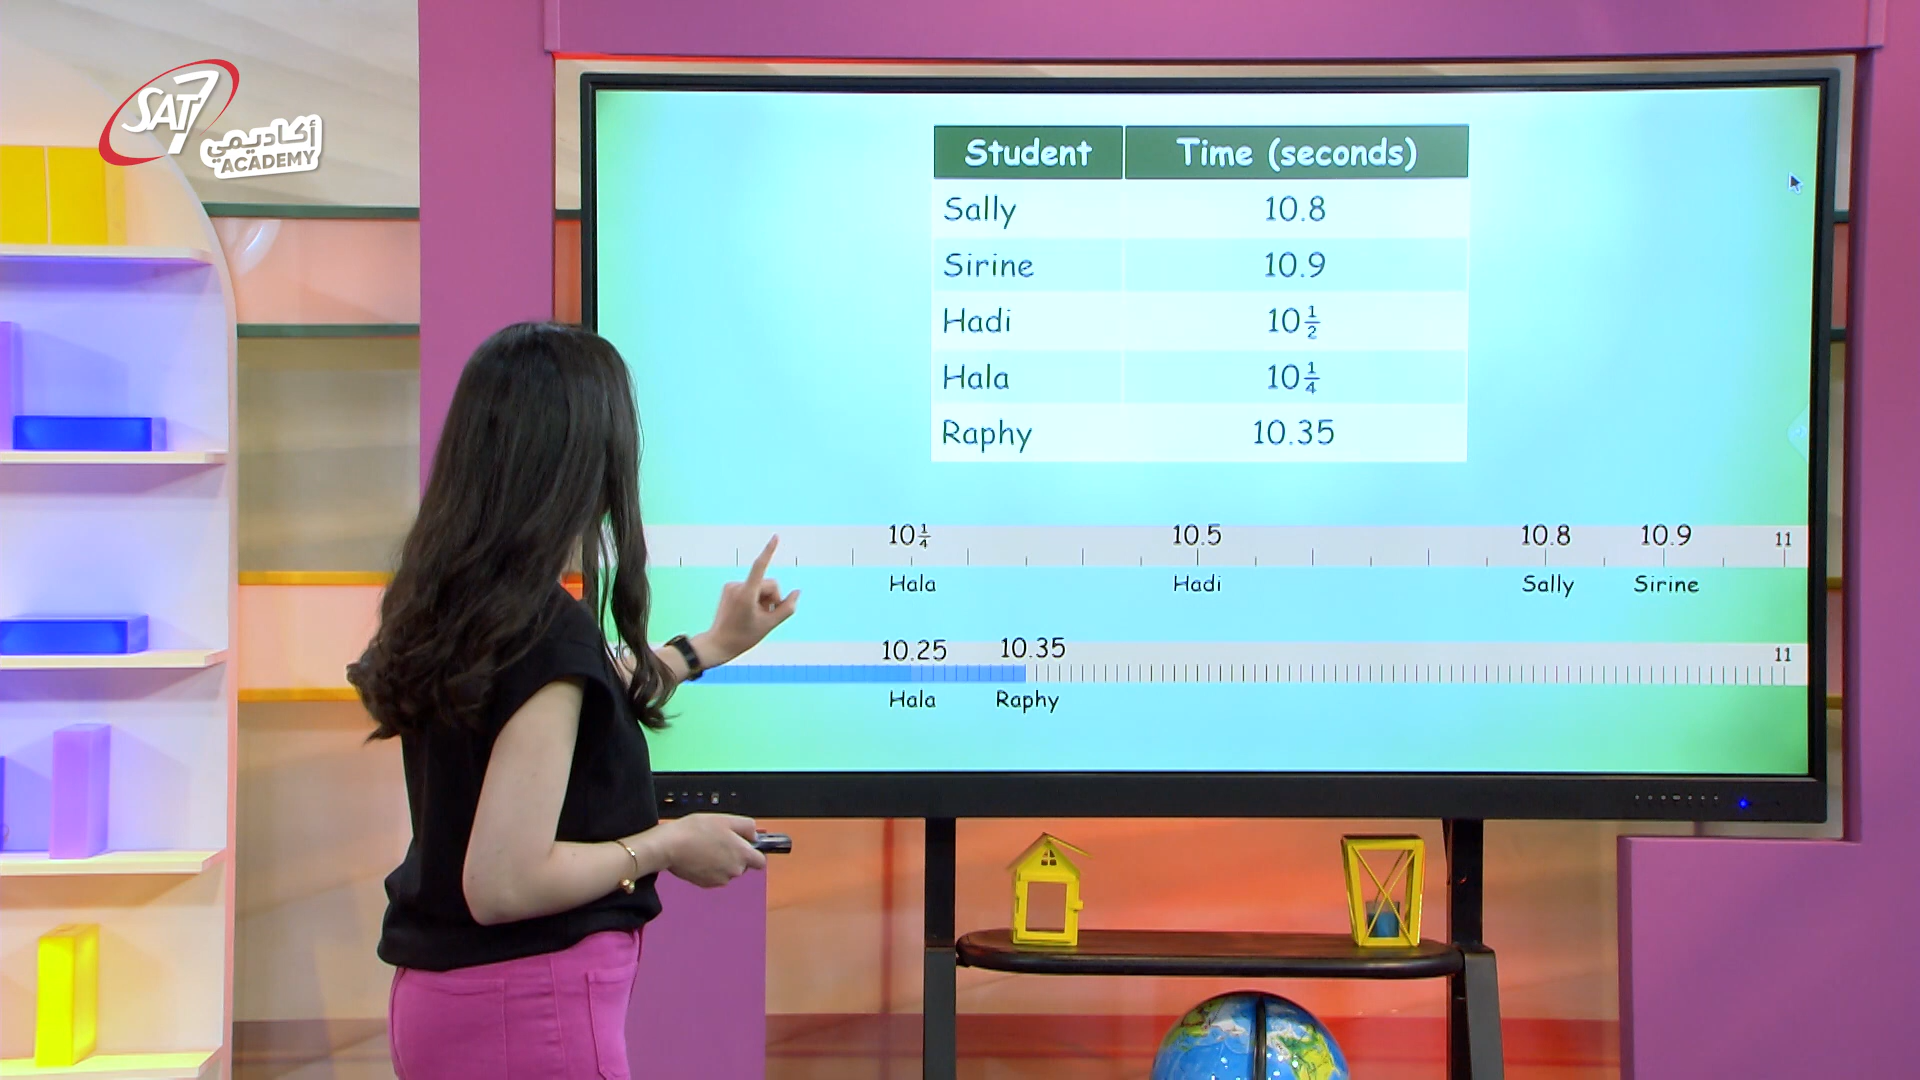 SAT7
أكاديمي
ACADEMY
Student Time (seconds)
Sally 10.8
Sirine 10.9
Hadi 10 1/2
Hala 10 1/4
Raphy 10.35
10 1/4 10.5 10.8 10.9 11
Hala Hadi Sally Sirine
10.25 10.35 11
Hala Raphy